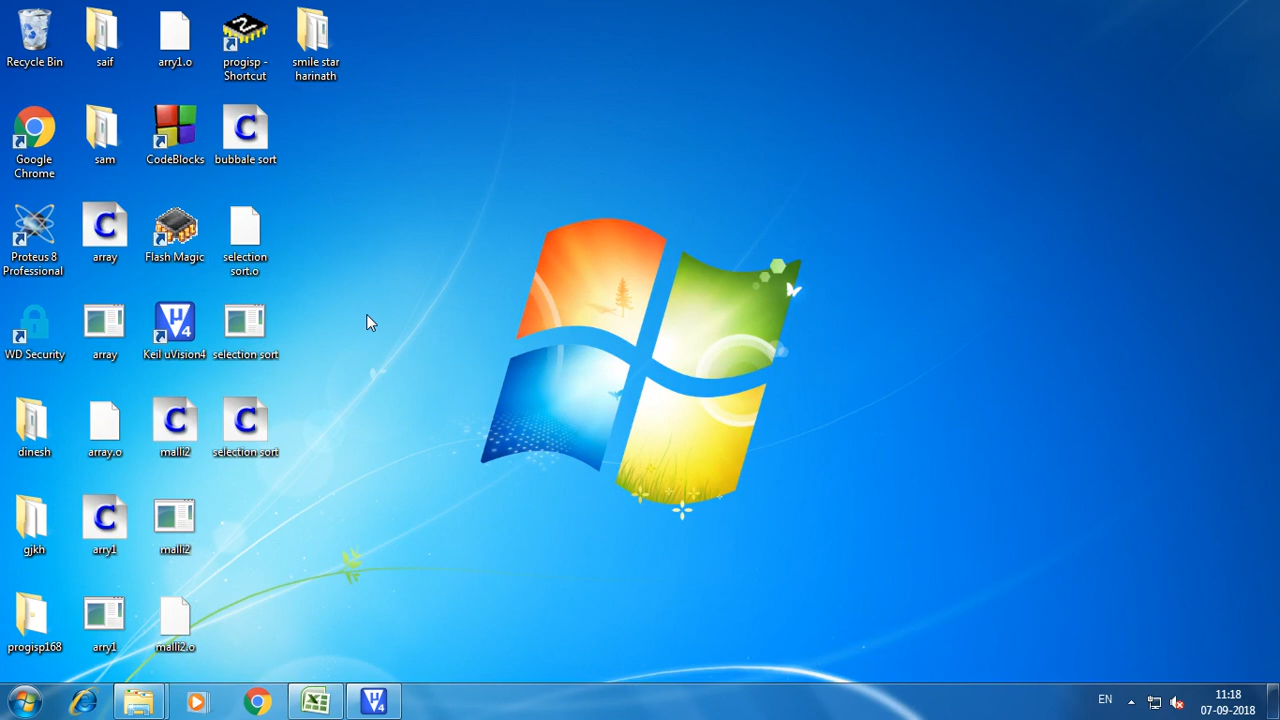 Recycle Bin
saif
arry1.o
progisp -
Shortcut
smile star
harinath
Google
Chrome
sam
CodeBlocks
C
bubbale sort
Proteus 8
Professional
C
array
Flash Magic
selection
sort.o
WD Security
array
μ
4
Keil uVision4
selection sort
dinesh
array.o
C
malli2
C
selection sort
gjkh
C
arry1
malli2
progisp168
arry1
malli2.o
μ
4
EN
11:18
07-09-2018